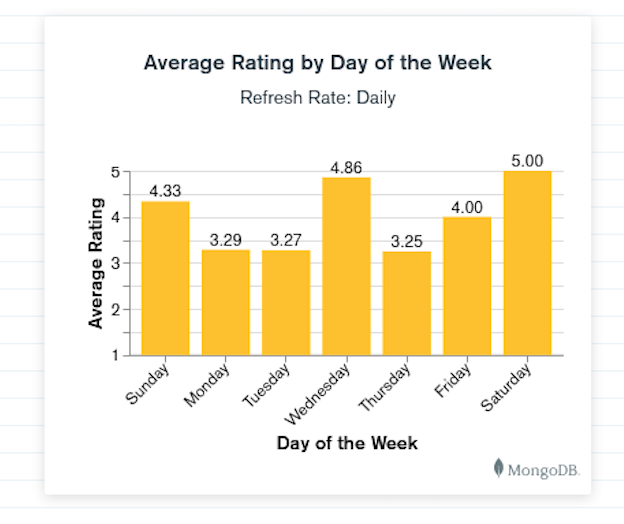 Average Rating by Day of the Week
Refresh Rate: Daily
Average Rating
5
4
3
2
1
4.33
3.29
3.27
4.86
3.25
4.00
5.00
Sunday
Monday
Tuesday
Wednesday
Thursday
Friday
Saturday
Day of the Week
MongoDB.